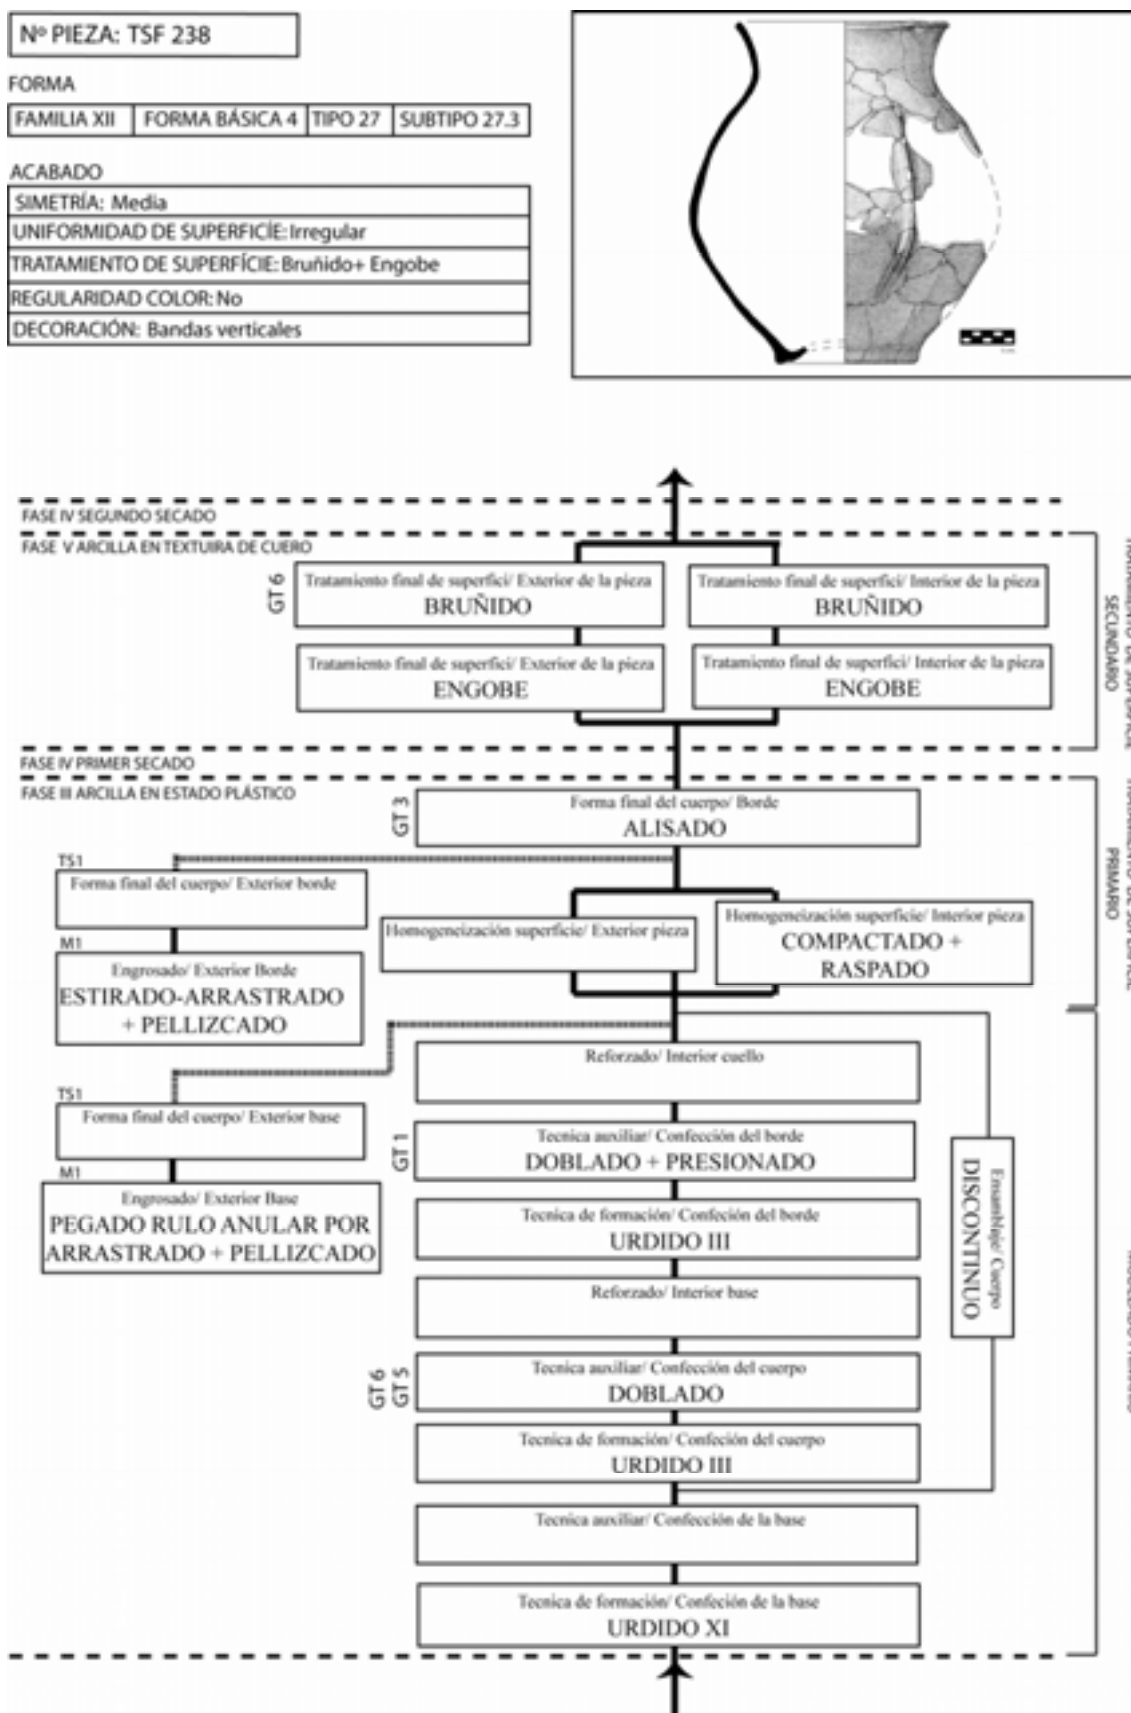 Nº PIEZA: TSF 238
FORMA
FAMILIA XII FORMA BÁSICA 4 TIPO 27 SUBTIPO 27.3
ACABADO
SIMETRÍA: Media
UNIFORMIDAD DE SUPERFICÍE: Irregular
TRATAMIENTO DE SUPERFÍCIE: Bruñido+ Engobe
REGULARIDAD COLOR: No
DECORACIÓN: Bandas verticales
FASE IV SEGUNDO SECADO
FASE V ARCILLA EN TEXTUIRA DE CUERO
GT 6
Tratamiento final de superfici/ Exterior de la pieza
BRUÑIDO
Tratamiento final de superfici/ Interior de la pieza
BRUÑIDO
Tratamiento final de superfici/ Exterior de la pieza
ENGOBE
Tratamiento final de superfici/ Interior de la pieza
ENGOBE
SECUNDARIO
FASE IV PRIMER SECADO
FASE III ARCILLA EN ESTADO PLÁSTICO
GT 3
Forma final del cuerpo/ Borde
ALISADO
PRIMARIO
TS1
Forma final del cuerpo/ Exterior borde
M1
Engrosado/ Exterior Borde
ESTIRADO-ARRASTRADO
+ PELLIZCADO
Homogeneización superficie/ Exterior pieza
Homogeneización superficie/ Interior pieza
COMPACTADO +
RASPADO
Reforzado/ Interior cuello
TS1
Forma final del cuerpo/ Exterior base
M1
Engrosado/ Exterior Base
PEGADO RULO ANULAR POR
ARRASTRADO + PELLIZCADO
GT 1
Tecnica auxiliar/ Confección del borde
DOBLADO + PRESIONADO
Tecnica de formación/ Confeción del borde
URDIDO III
Ensamblaje/ Cuerpo
DISCONTINUO
Reforzado/ Interior base
GT 6
GT 5
Tecnica auxiliar/ Confección del cuerpo
DOBLADO
Tecnica de formación/ Confeción del cuerpo
URDIDO III
Tecnica auxiliar/ Confección de la base
Tecnica de formación/ Confeción de la base
URDIDO XI